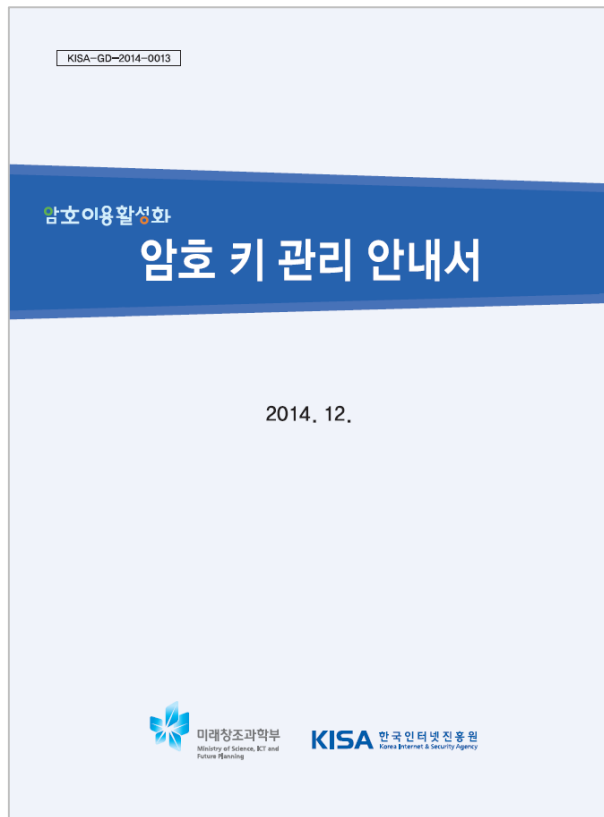 KISA-GD-2014-0013
암호이용활성화
암호 키 관리 안내서
2014. 12.
미래창조과학부
Ministry of Science, ICT and
Future Planning
KISA 한국인터넷진흥원
Korea Internet & Security Agency